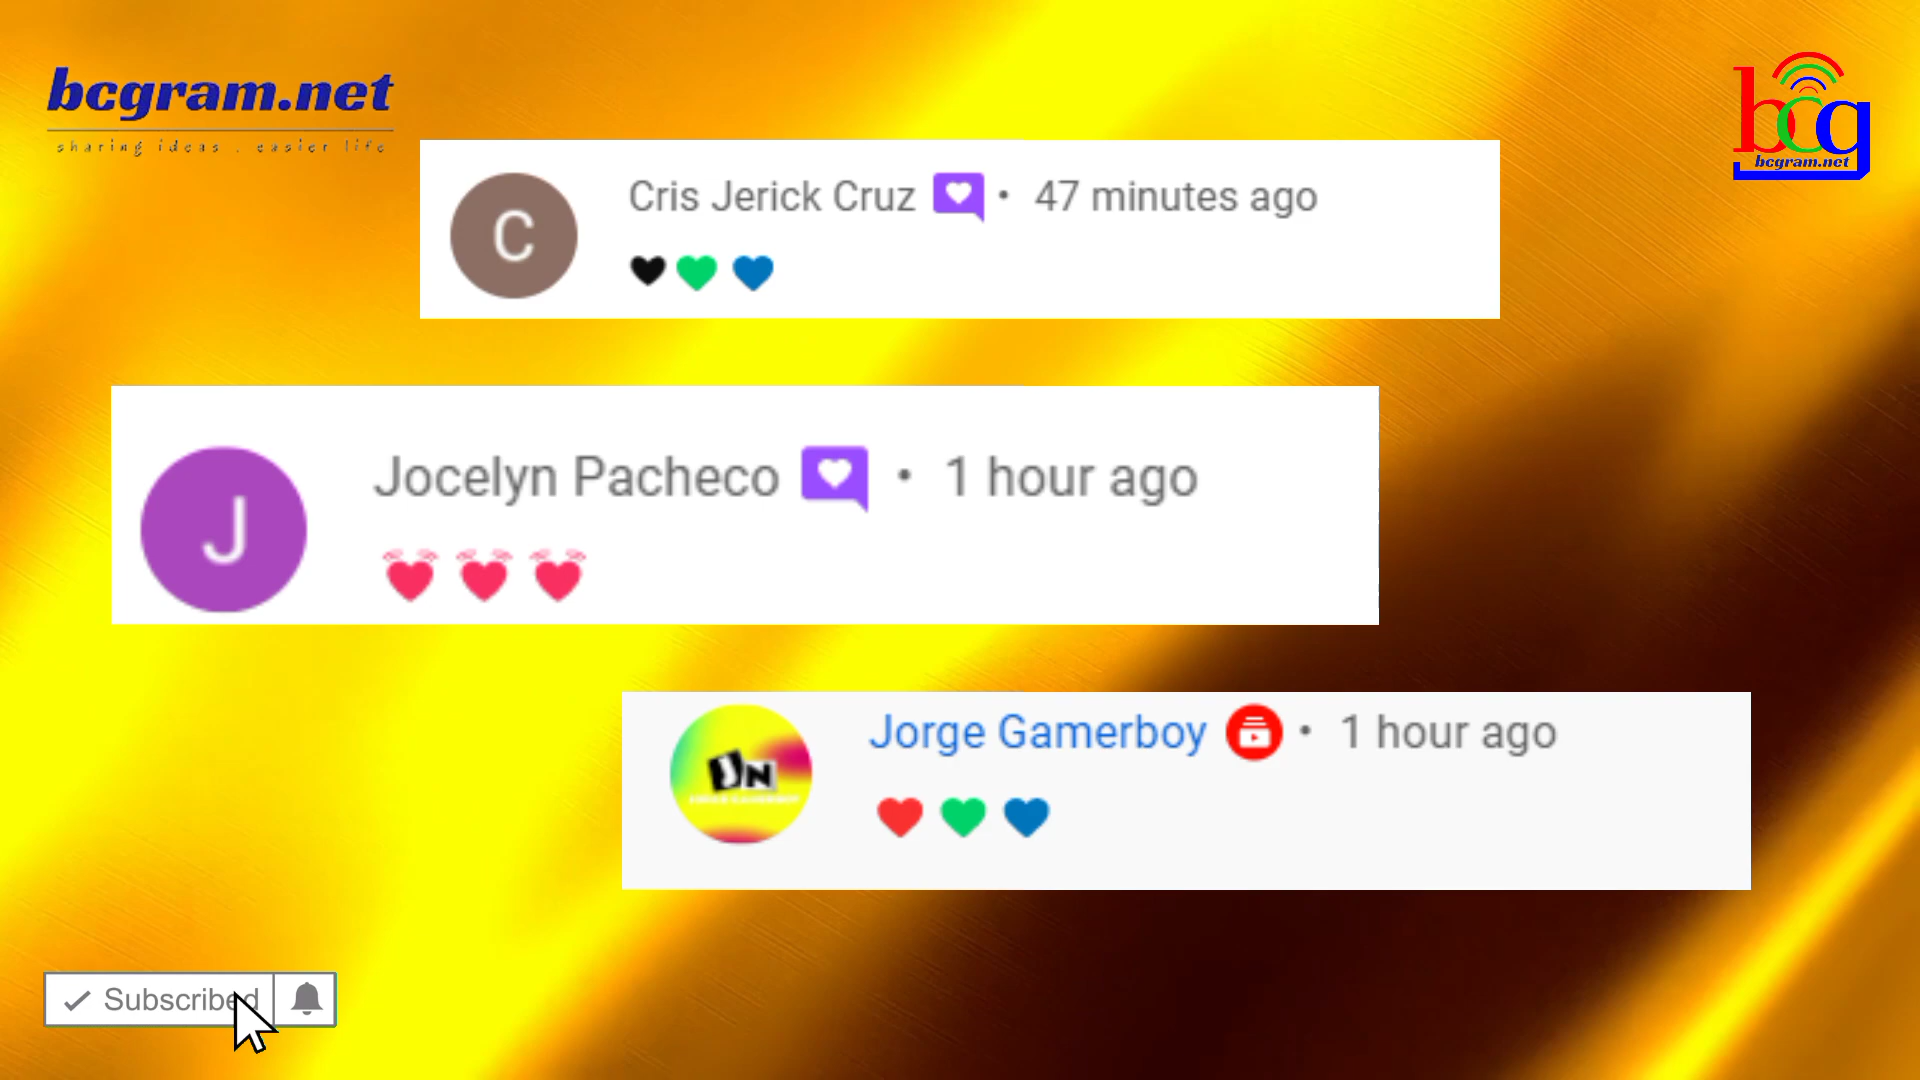 bcgram.net
sharing ideas . easier life
bcg
bcgram.net
Cris Jerick Cruz • 47 minutes ago
🖤 💚 💙
C
Jocelyn Pacheco • 1 hour ago
J
💓 💓 💓
Jorge Gamerboy • 1 hour ago
JN
❤️ 💚 💙
Subscribed